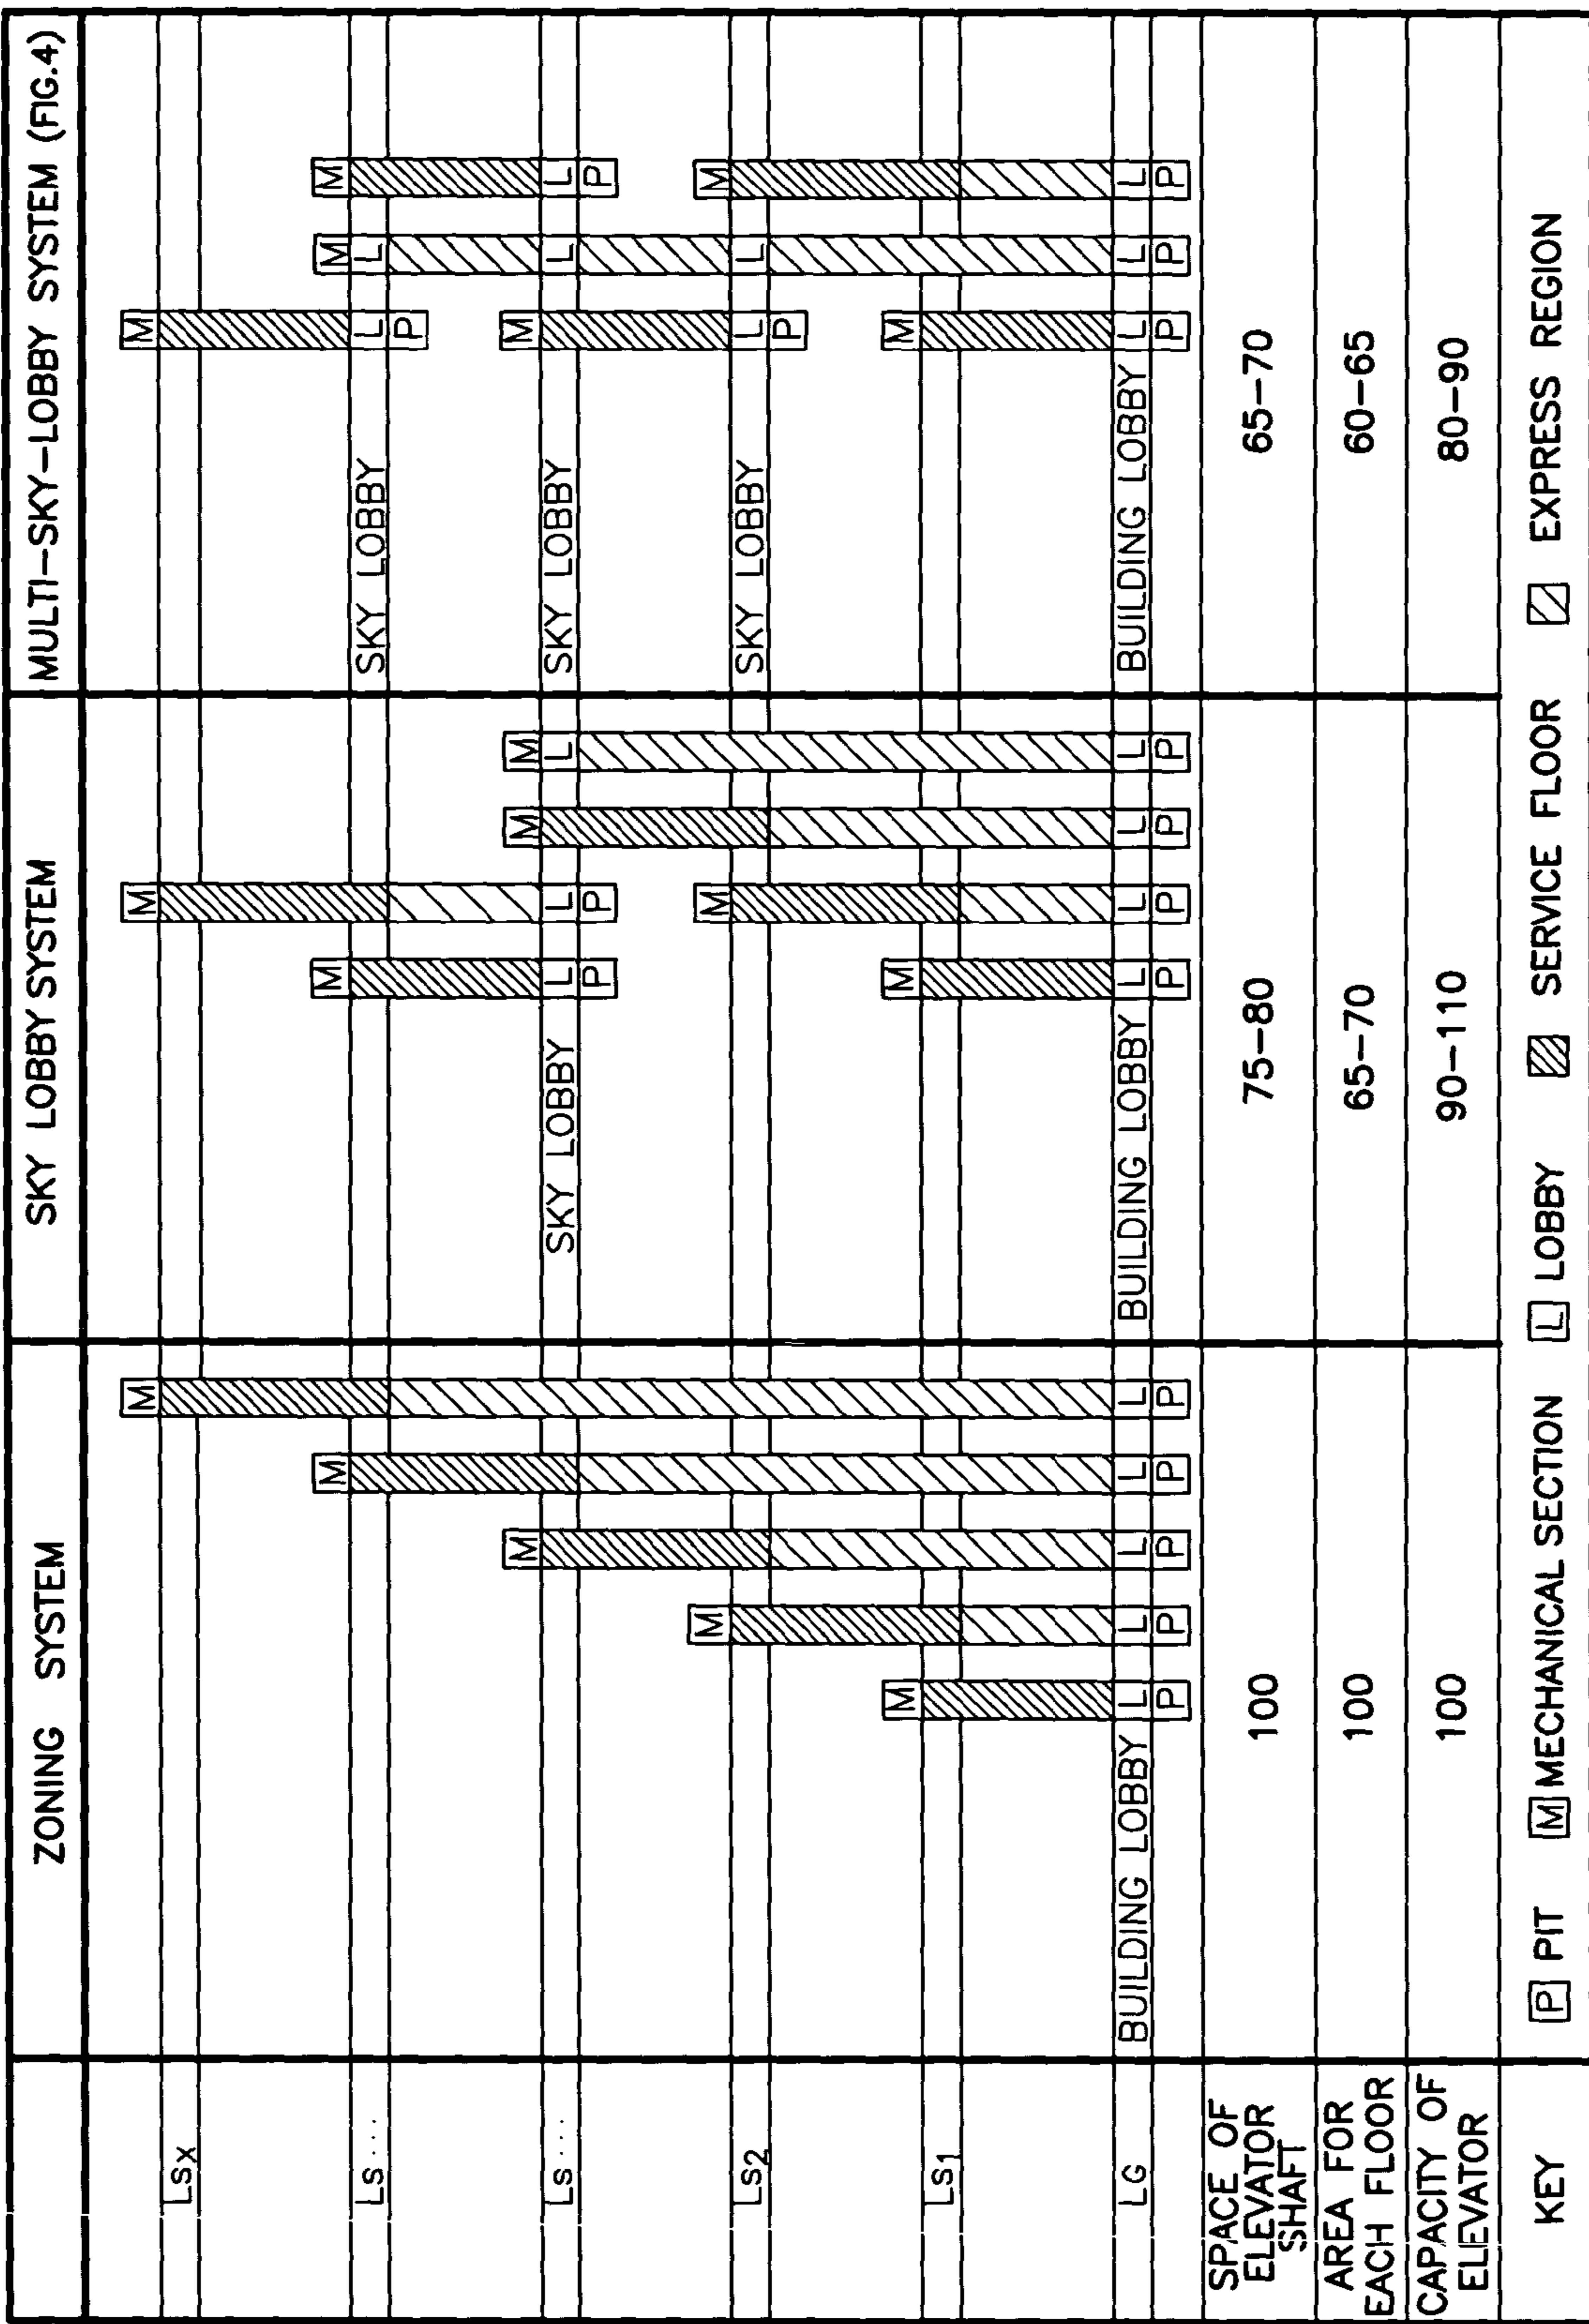 ZONING SYSTEM
SKY LOBBY SYSTEM
MULTI-SKY-LOBBY SYSTEM (FIG.4)
M
M
M
LSX
M
M
M
M
LS...
SKY LOBBY
L
L
P
M
M
M
M
LS...
SKY LOBBY
L
L
L
SKY LOBBY
L
L
P
P
P
M
M
M
LS2
SKY LOBBY
L
L
P
M
M
M
LS1
LG
BUILDING LOBBY
L
L
L
L
L
BUILDING LOBBY
L
L
L
L
BUILDING LOBBY
L
L
L
P
P
P
P
P
P
P
P
P
P
P
P
SPACE OF
ELEVATOR
SHAFT
100
75-80
65-70
AREA FOR
EACH FLOOR
100
65-70
60-65
CAPACITY OF
ELEVATOR
100
90-110
80-90
KEY
P PIT
M MECHANICAL SECTION
L LOBBY
SERVICE FLOOR
EXPRESS REGION